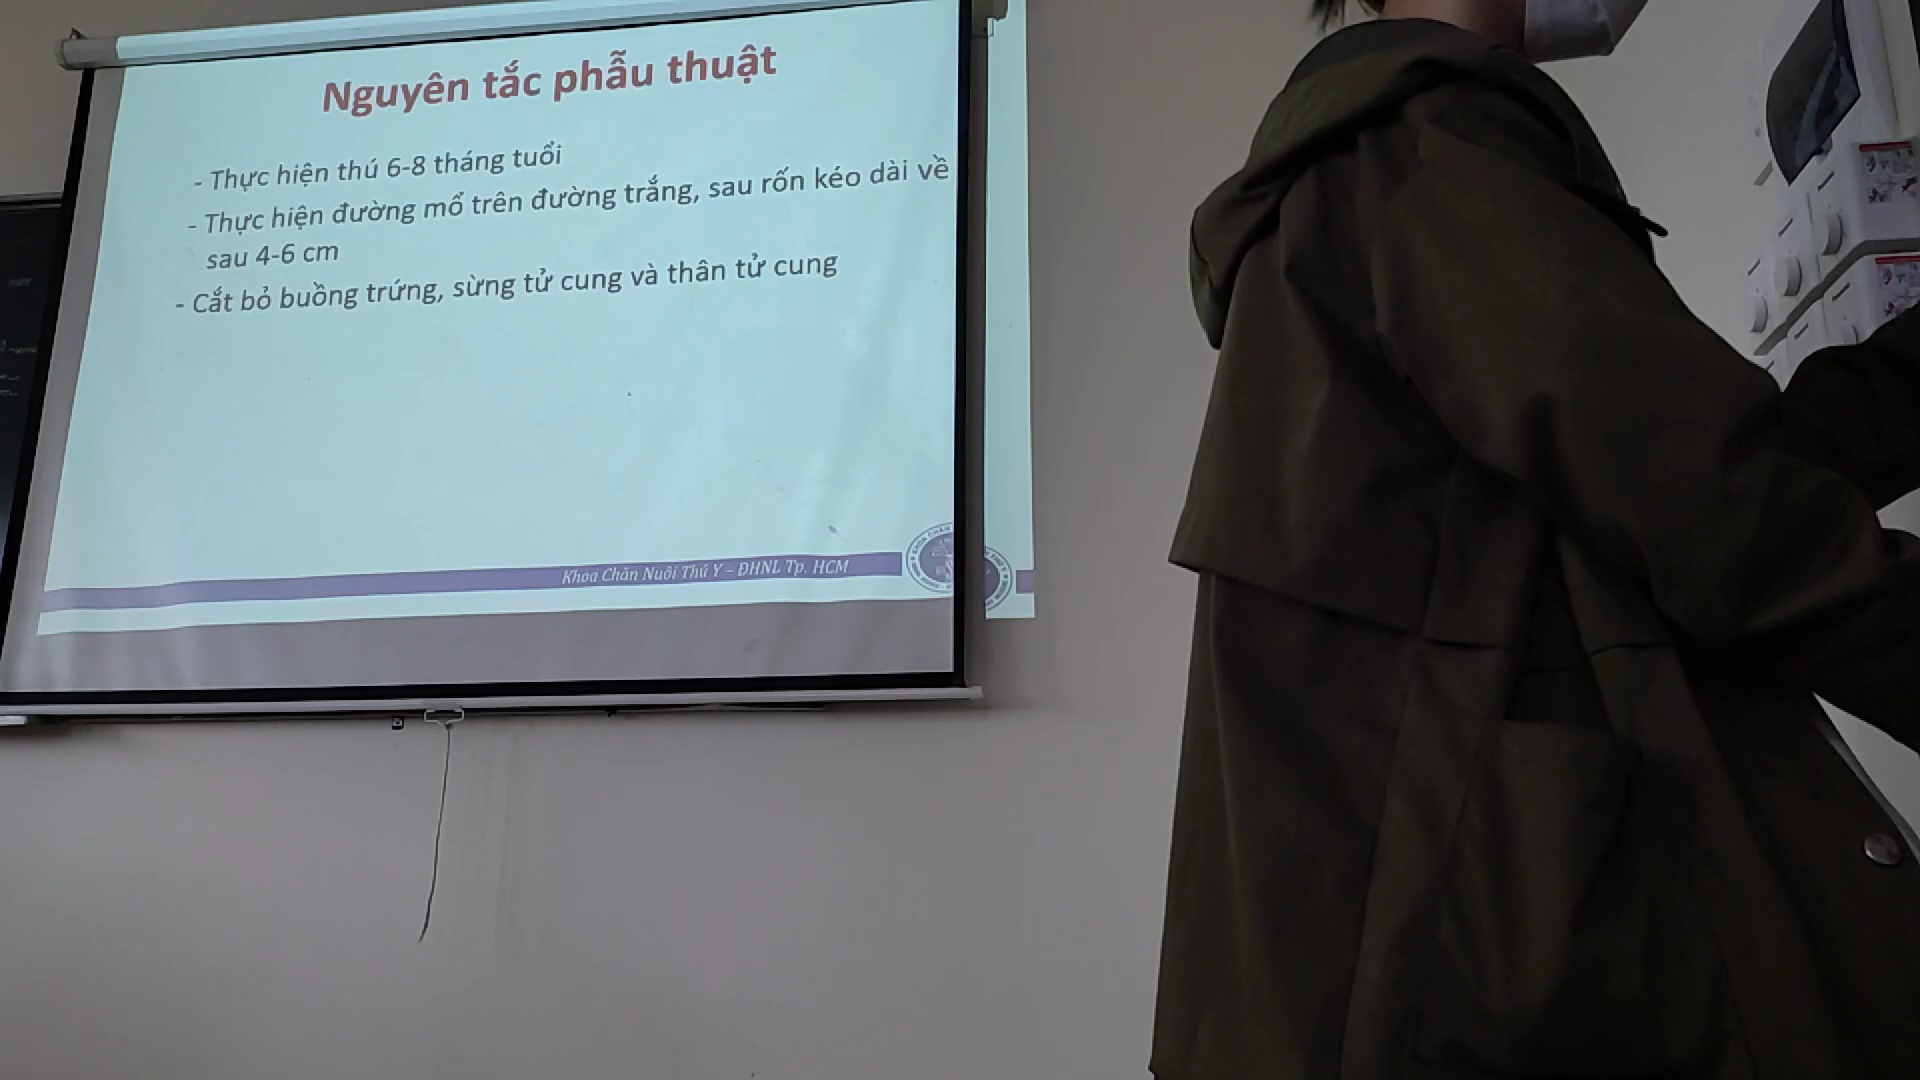 Nguyên tắc phẫu thuật
- Thực hiện thú 6-8 tháng tuổi
- Thực hiện đường mổ trên đường trắng, sau rốn kéo dài về
sau 4-6 cm
- Cắt bỏ buồng trứng, sừng tử cung và thân tử cung
Khoa Chăn Nuôi Thú Y – ĐHNL Tp. HCM